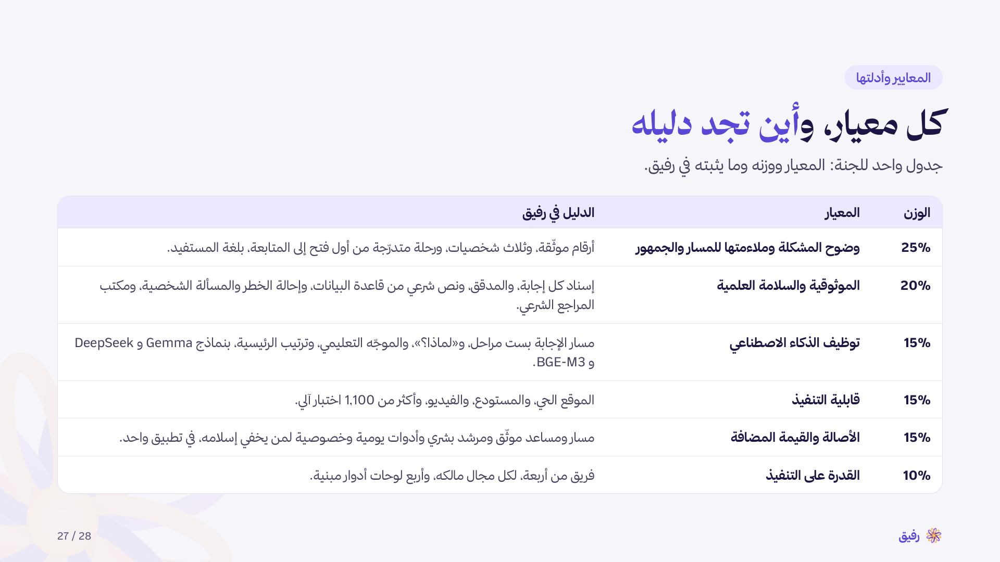 المعايير وأدلتها
كل معيار، وأين تجد دليله
جدول واحد للجنة: المعيار ووزنه وما يثبته في رفيق.
الوزن المعيار الدليل في رفيق
25% وضوح المشكلة وملاءمتها للمسار والجمهور أرقام موثّقة، وثلاث شخصيات، ورحلة متدرّجة من أول فتح إلى المتابعة، بلغة المستفيد.
20% الموثوقية والسلامة العلمية إسناد كل إجابة، والمدقق، ونص شرعي من قاعدة البيانات، وإحالة الخطر والمسألة الشخصية، ومكتب
المراجع الشرعي.
15% توظيف الذكاء الاصطناعي مسار الإجابة بست مراحل، و«لماذا؟»، والموجّه التعليمي، وترتيب الرئيسية، بنماذج Gemma و DeepSeek
و BGE-M3.
15% قابلية التنفيذ الموقع الحي، والمستودع، والفيديو، وأكثر من 1,100 اختبار آلي.
15% الأصالة والقيمة المضافة مسار ومساعد موثّق ومرشد بشري وأدوات يومية وخصوصية لمن يخفي إسلامه، في تطبيق واحد.
10% القدرة على التنفيذ فريق من أربعة، لكل مجال مالكه، وأربع لوحات أدوار مبنية.
رفيق
27 / 28